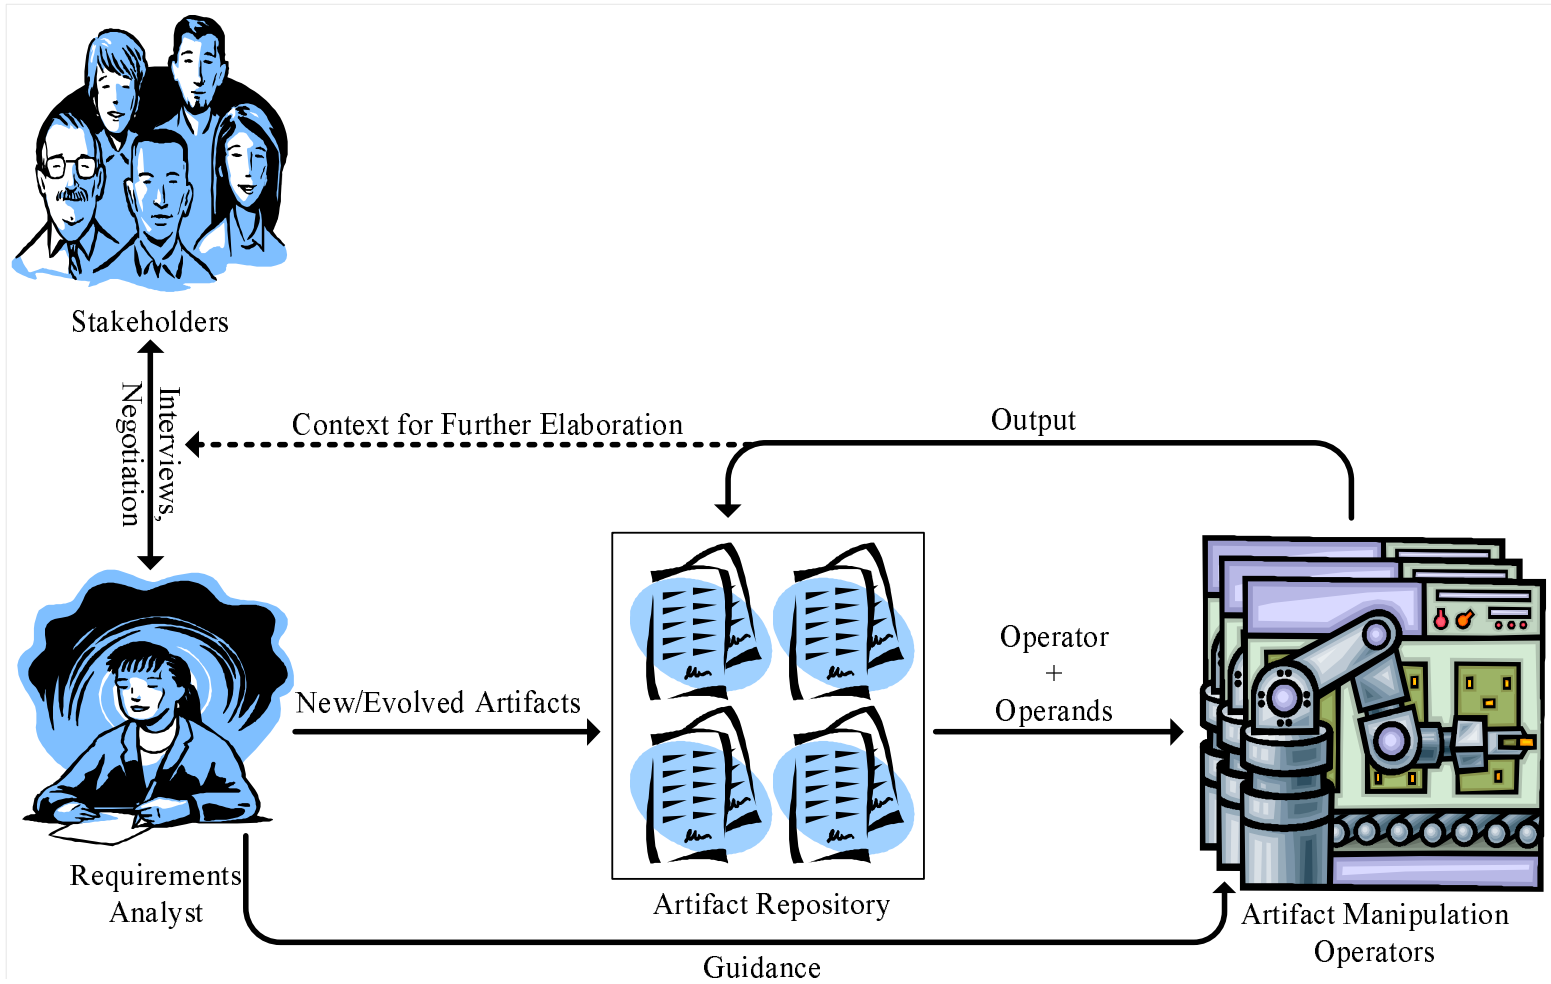 Stakeholders
Interviews,
Negotiation
Context for Further Elaboration
Output
New/Evolved Artifacts
Operator
+
Operands
Requirements
Analyst
Artifact Repository
Artifact Manipulation
Operators
Guidance